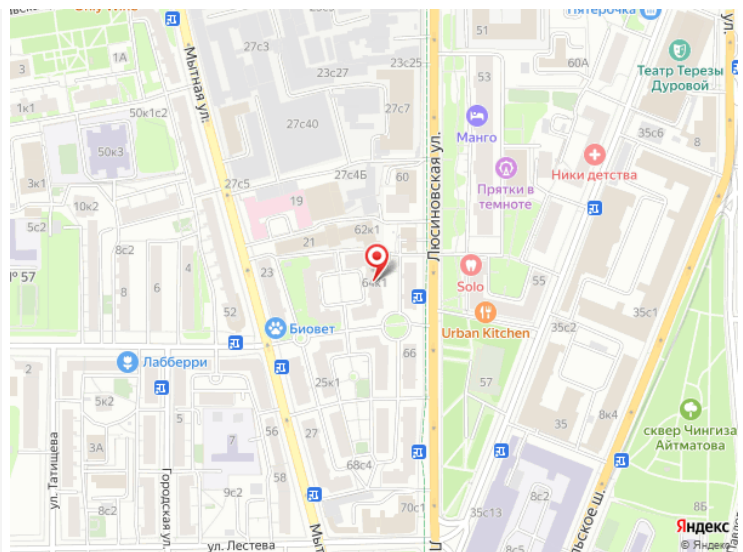 51
Пятерочка
ул.
3
1А
Мытная ул.
27с3
23с27
23с25
53
60А
Театр Терезы
Дуровой
1к1
50к1с2
27с7
Манго
35с6
8
50к3
27с40
Люсиновская ул.
Прятки в
темноте
Ники детства
3к1
10к2
27с5
27с4Б
60
19
5с2
8с2
21
62к1
№ 57
23
64к1
Solo
55
35с1
52
Биовет
Urban Kitchen
35с2
2
Лабберри
66
57
25к1
5к2
8к4
сквер Чингиза
Айтматова
35
ул. Татищева
3А
7
56
27
Городская ул.
58
68с4
9с2
8с2
8с2
70с1
35с13
8Б
ул. Лестева
Яндекс
© Яндекс